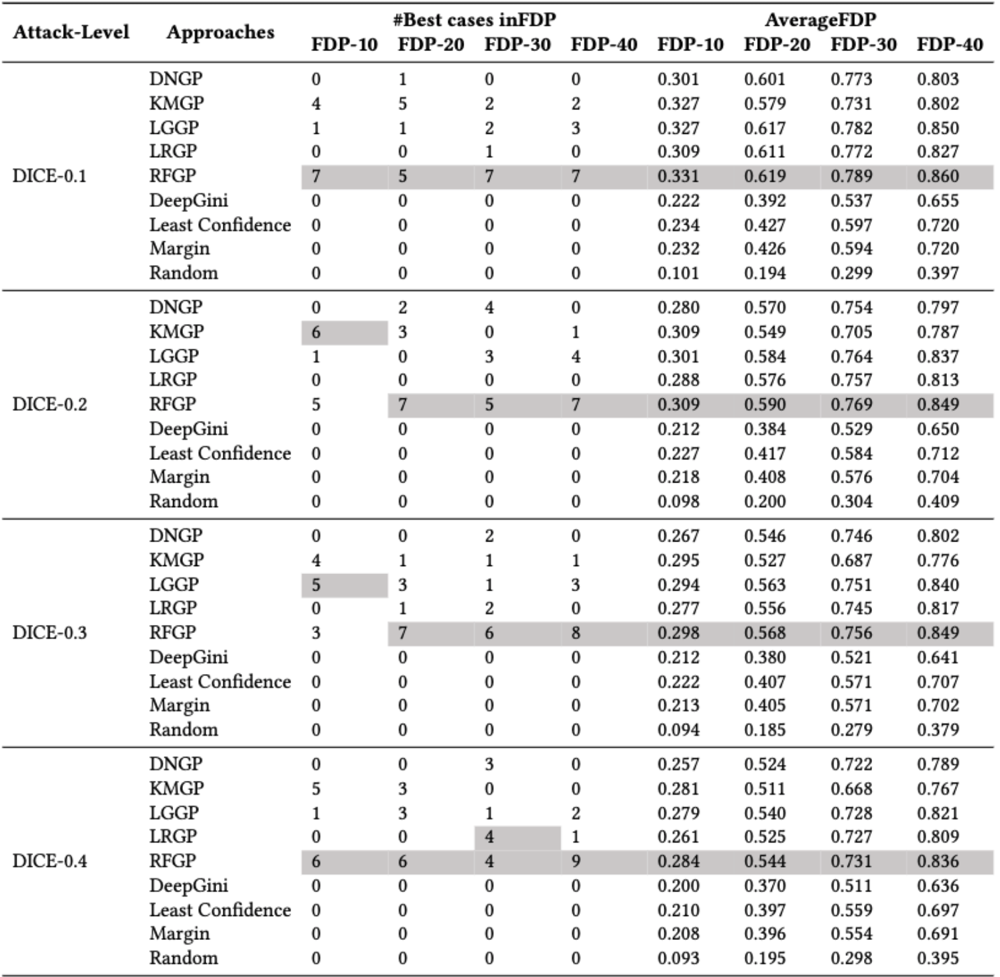 #Best cases inFDP AverageFDP
Attack-Level Approaches FDP-10 FDP-20 FDP-30 FDP-40 FDP-10 FDP-20 FDP-30 FDP-40
DNGP 0 1 0 0 0.301 0.601 0.773 0.803
KMGP 4 5 2 2 0.327 0.579 0.731 0.802
LGGP 1 1 2 3 0.327 0.617 0.782 0.850
LRGP 0 0 1 0 0.309 0.611 0.772 0.827
DICE-0.1 RFGP 7 5 7 7 0.331 0.619 0.789 0.860
DeepGini 0 0 0 0 0.222 0.392 0.537 0.655
Least Confidence 0 0 0 0 0.234 0.427 0.597 0.720
Margin 0 0 0 0 0.232 0.426 0.594 0.720
Random 0 0 0 0 0.101 0.194 0.299 0.397
DNGP 0 2 4 0 0.280 0.570 0.754 0.797
KMGP 6 3 0 1 0.309 0.549 0.705 0.787
LGGP 1 0 3 4 0.301 0.584 0.764 0.837
LRGP 0 0 0 0 0.288 0.576 0.757 0.813
DICE-0.2 RFGP 5 7 5 7 0.309 0.590 0.769 0.849
DeepGini 0 0 0 0 0.212 0.384 0.529 0.650
Least Confidence 0 0 0 0 0.227 0.417 0.584 0.712
Margin 0 0 0 0 0.218 0.408 0.576 0.704
Random 0 0 0 0 0.098 0.200 0.304 0.409
DNGP 0 0 2 0 0.267 0.546 0.746 0.802
KMGP 4 1 1 1 0.295 0.527 0.687 0.776
LGGP 5 3 1 3 0.294 0.563 0.751 0.840
LRGP 0 1 2 0 0.277 0.556 0.745 0.817
DICE-0.3 RFGP 3 7 6 8 0.298 0.568 0.756 0.849
DeepGini 0 0 0 0 0.212 0.380 0.521 0.641
Least Confidence 0 0 0 0 0.222 0.407 0.571 0.707
Margin 0 0 0 0 0.213 0.405 0.571 0.702
Random 0 0 0 0 0.094 0.185 0.279 0.379
DNGP 0 0 3 0 0.257 0.524 0.722 0.789
KMGP 5 3 0 0 0.281 0.511 0.668 0.767
LGGP 1 3 1 2 0.279 0.540 0.728 0.821
LRGP 0 0 4 1 0.261 0.525 0.727 0.809
DICE-0.4 RFGP 6 6 4 9 0.284 0.544 0.731 0.836
DeepGini 0 0 0 0 0.200 0.370 0.511 0.636
Least Confidence 0 0 0 0 0.210 0.397 0.559 0.697
Margin 0 0 0 0 0.208 0.396 0.554 0.691
Random 0 0 0 0 0.093 0.195 0.298 0.395